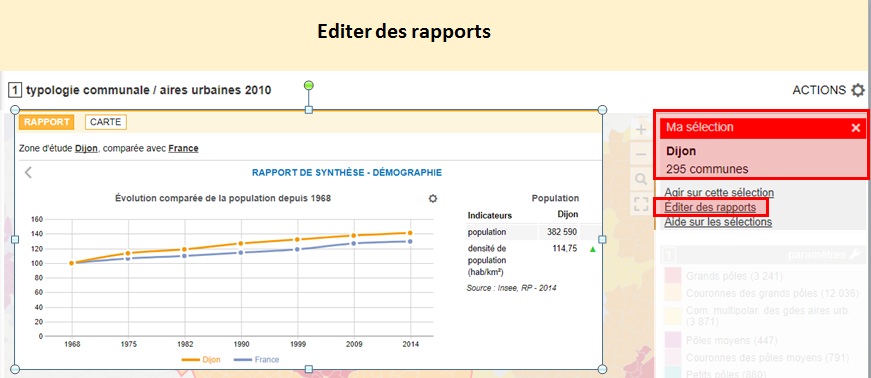 Editer des rapports
1 typologie communale / aires urbaines 2010
ACTIONS
RAPPORT CARTE
Zone d'étude Dijon, comparée avec France
RAPPORT DE SYNTHÈSE - DÉMOGRAPHIE
Évolution comparée de la population depuis 1968
160
140
120
100
80
60
40
20
0
1968 1975 1982 1990 1999 2009 2014
Dijon France
Population
Indicateurs Dijon
population 382 590
densité de 114,75
population
(hab/km²)
Source : Insee, RP - 2014
Ma sélection
Dijon
295 communes
Agir sur cette sélection
Éditer des rapports
Aide sur les sélections
1 paramètres
Grands pôles (3 241)
Couronnes des grands pôles (12 036)
Com. multipolar. des gdes aires urb
(3 871)
Pôles moyens (447)
Couronnes des pôles moyens (791)
Petits pôles (860)